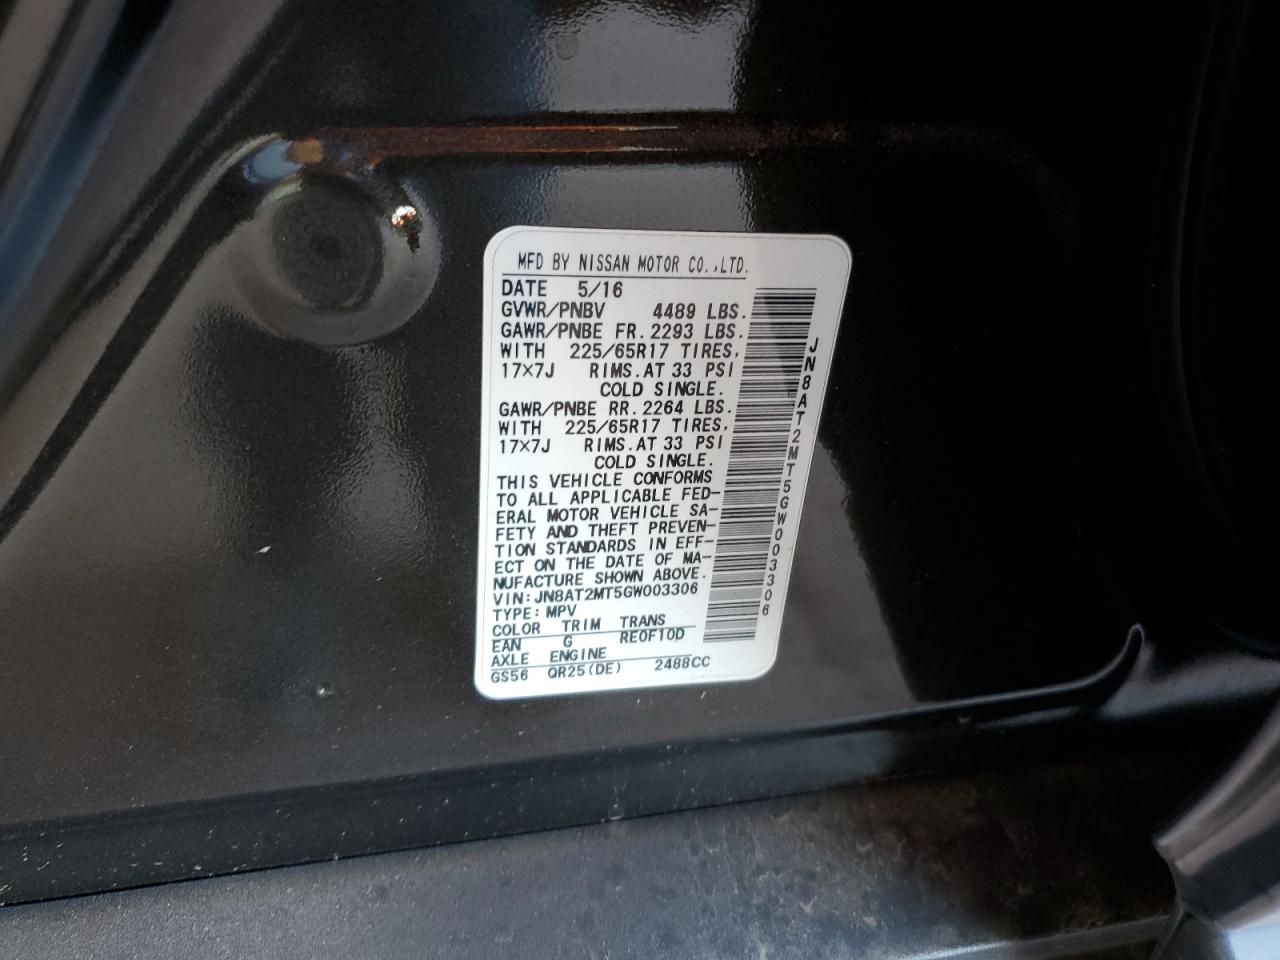 MFD BY NISSAN MOTOR CO.,LTD.
DATE 5/16
GVWR/PNBV 4489 LBS.
GAWR/PNBE FR. 2293 LBS.
WITH 225/65R17 TIRES,
17×7J RIMS.AT 33 PSI
COLD SINGLE.
GAWR/PNBE RR. 2264 LBS.
WITH 225/65R17 TIRES,
17×7J RIMS.AT 33 PSI
COLD SINGLE.
THIS VEHICLE CONFORMS
TO ALL APPLICABLE FED-
ERAL MOTOR VEHICLE SA-
FETY AND THEFT PREVEN-
TION STANDARDS IN EFF-
ECT ON THE DATE OF MA-
NUFACTURE SHOWN ABOVE.
VIN:JN8AT2MT5GW003306
TYPE:MPV
COLOR TRIM TRANS
EAN G RE0F10D
AXLE ENGINE
GS56 QR25(DE) 2488CC
JN8AT2MT5GW003306